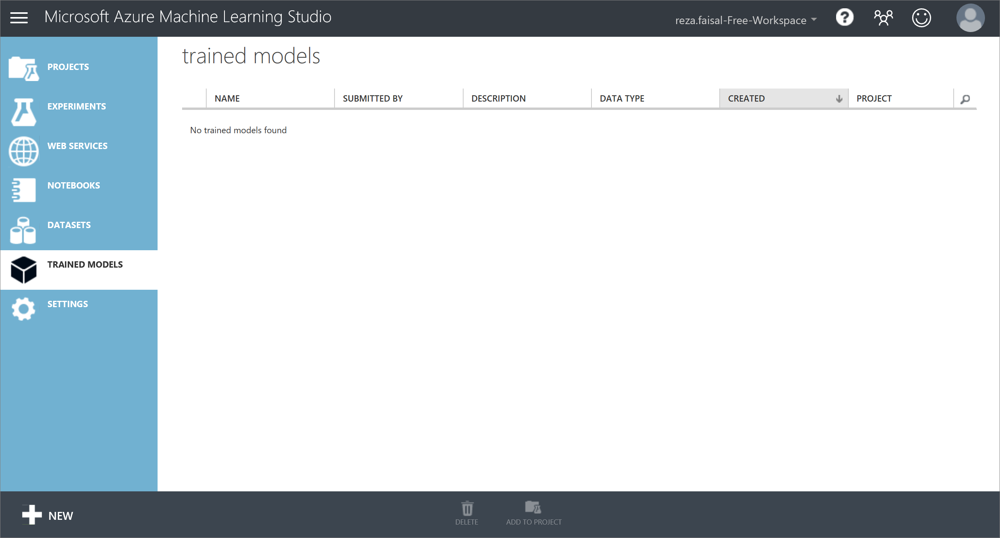 Microsoft Azure Machine Learning Studio
reza.faisal-Free-Workspace
PROJECTS
EXPERIMENTS
WEB SERVICES
NOTEBOOKS
DATASETS
TRAINED MODELS
SETTINGS
trained models
NAME SUBMITTED BY DESCRIPTION DATA TYPE CREATED PROJECT
No trained models found
NEW
DELETE
ADD TO PROJECT